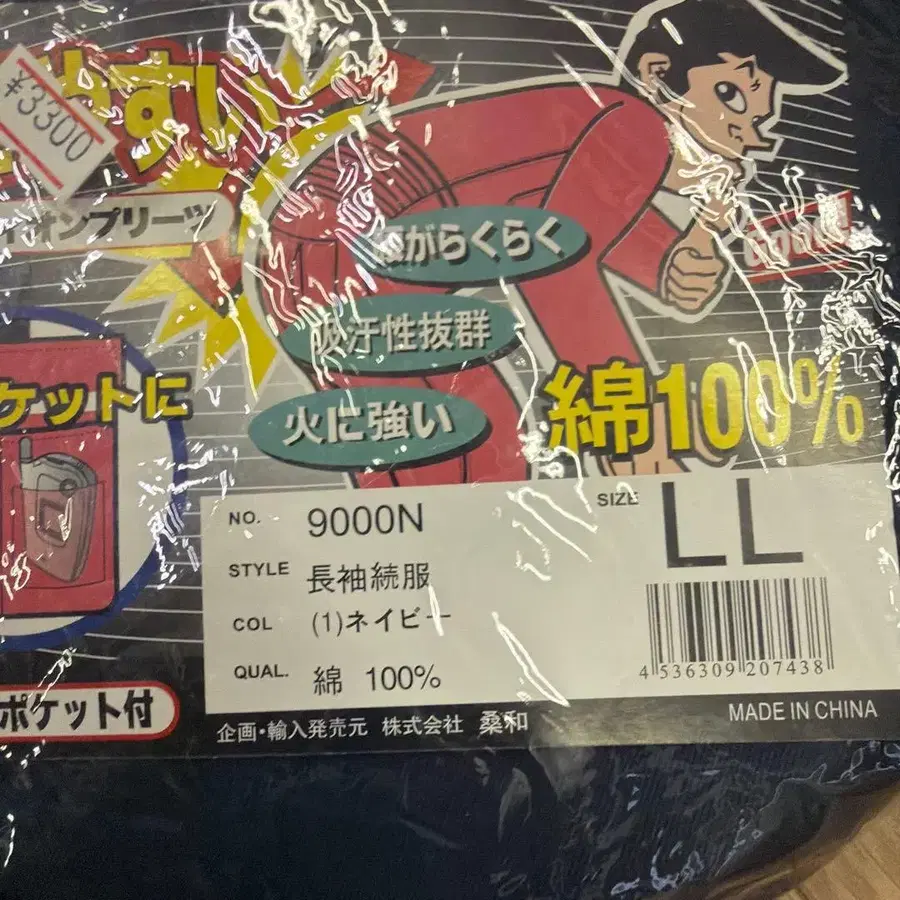 ¥3300
すい
オンプリーツ
腰がらくらく
吸汗性抜群
火に強い
綿100%
ケットに
NO. 9000N
SIZE LL
STYLE 長袖続服
COL (1)ネイビー
QUAL. 綿 100%
4 536309 207438
ポケット付
企画・輸入発売元 株式会社 桑和
MADE IN CHINA